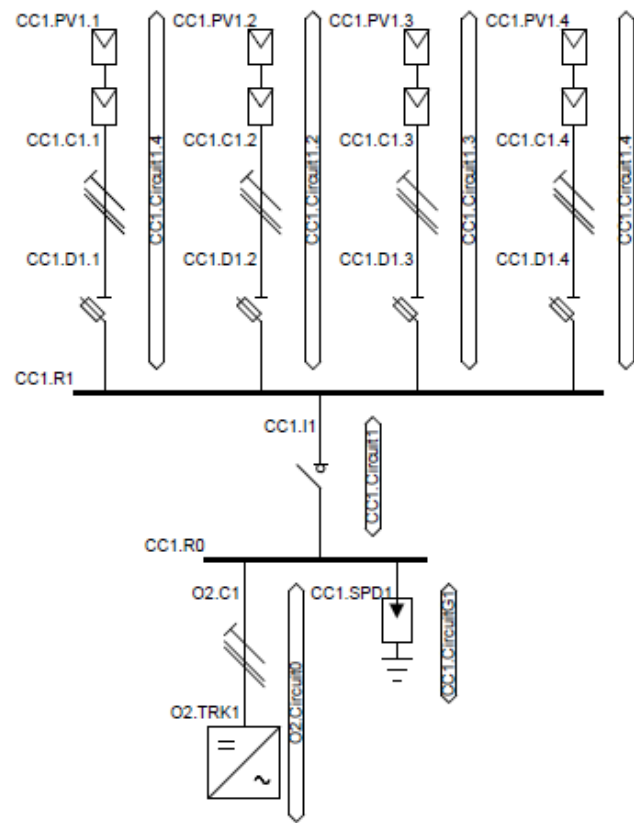 CC1.PV1.1 CC1.PV1.2 CC1.PV1.3 CC1.PV1.4
CC1.C1.1 CC1.C1.2 CC1.C1.3 CC1.C1.4
CC1.Circuit1.4 CC1.Circuit1.2 CC1.Circuit1.3 CC1.Circuit1.4
CC1.D1.1 CC1.D1.2 CC1.D1.3 CC1.D1.4
CC1.R1
CC1.I1
CC1.Circuit1
CC1.R0
O2.C1 CC1.SPD1
O2.Circuit0 CC1.CircuitG1
O2.TRK1